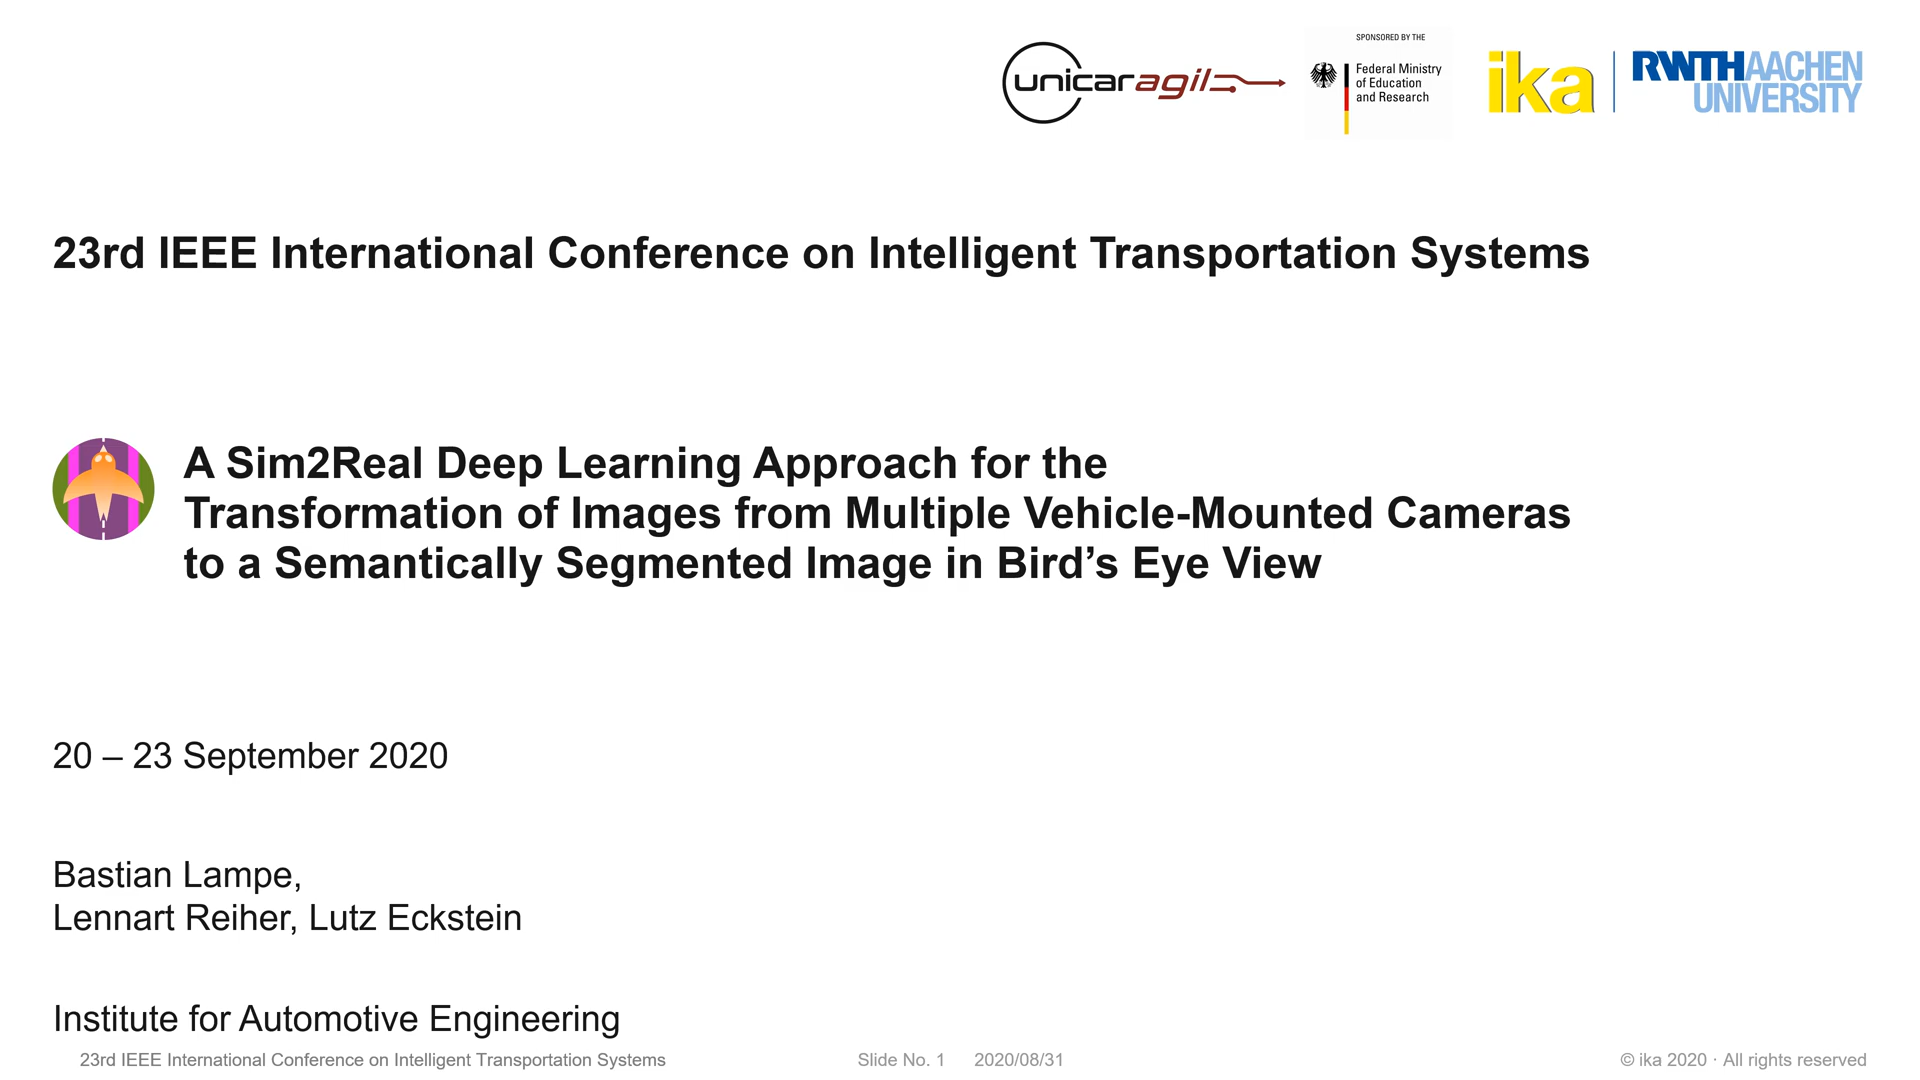 unicaragil
SPONSORED BY THE
Federal Ministry
of Education
and Research
ika
RWTHAACHEN
UNIVERSITY
23rd IEEE International Conference on Intelligent Transportation Systems
A Sim2Real Deep Learning Approach for the
Transformation of Images from Multiple Vehicle-Mounted Cameras
to a Semantically Segmented Image in Bird’s Eye View
20 – 23 September 2020
Bastian Lampe,
Lennart Reiher, Lutz Eckstein
Institute for Automotive Engineering
23rd IEEE International Conference on Intelligent Transportation Systems
Slide No. 1
2020/08/31
© ika 2020 · All rights reserved